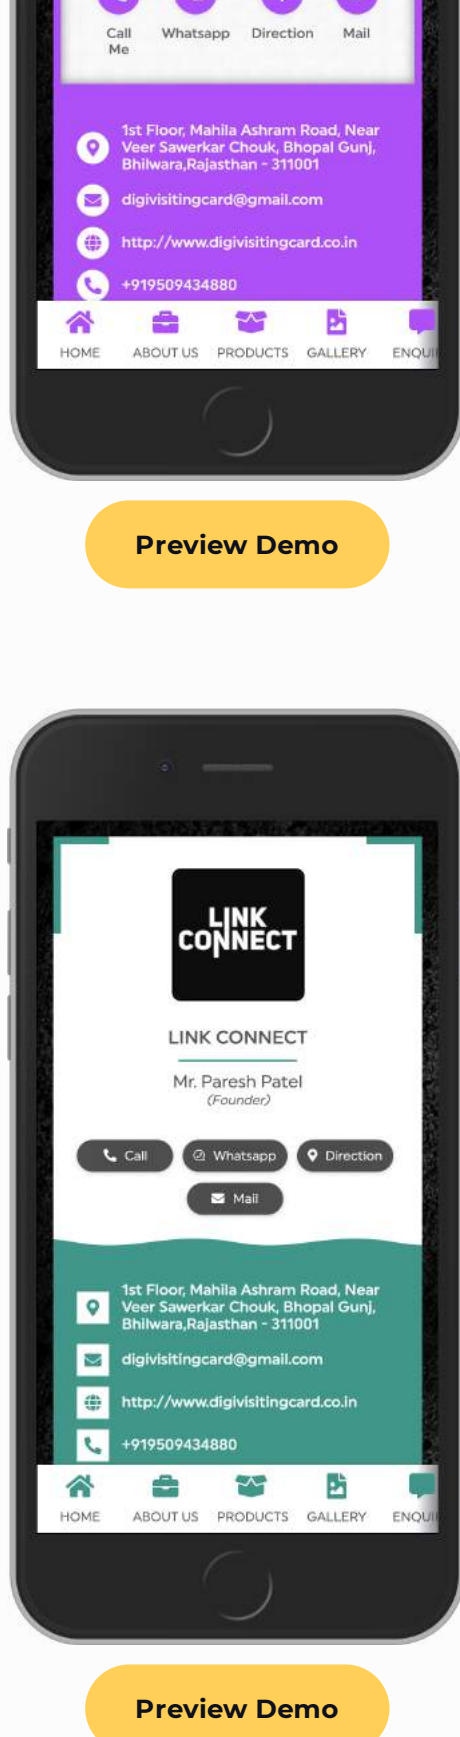 Call
Me
Whatsapp
Direction
Mail
1st Floor, Mahila Ashram Road, Near
Veer Sawerkar Chouk, Bhopal Gunj,
Bhilwara,Rajasthan - 311001
digivisitingcard@gmail.com
http://www.digivisitingcard.co.in
+919509434880
HOME ABOUT US PRODUCTS GALLERY ENQUI
Preview Demo
LINK
CONNECT
LINK CONNECT
Mr. Paresh Patel
(Founder)
Call Whatsapp Direction
Mail
1st Floor, Mahila Ashram Road, Near
Veer Sawerkar Chouk, Bhopal Gunj,
Bhilwara,Rajasthan - 311001
digivisitingcard@gmail.com
http://www.digivisitingcard.co.in
+919509434880
HOME ABOUT US PRODUCTS GALLERY ENQUI
Preview Demo